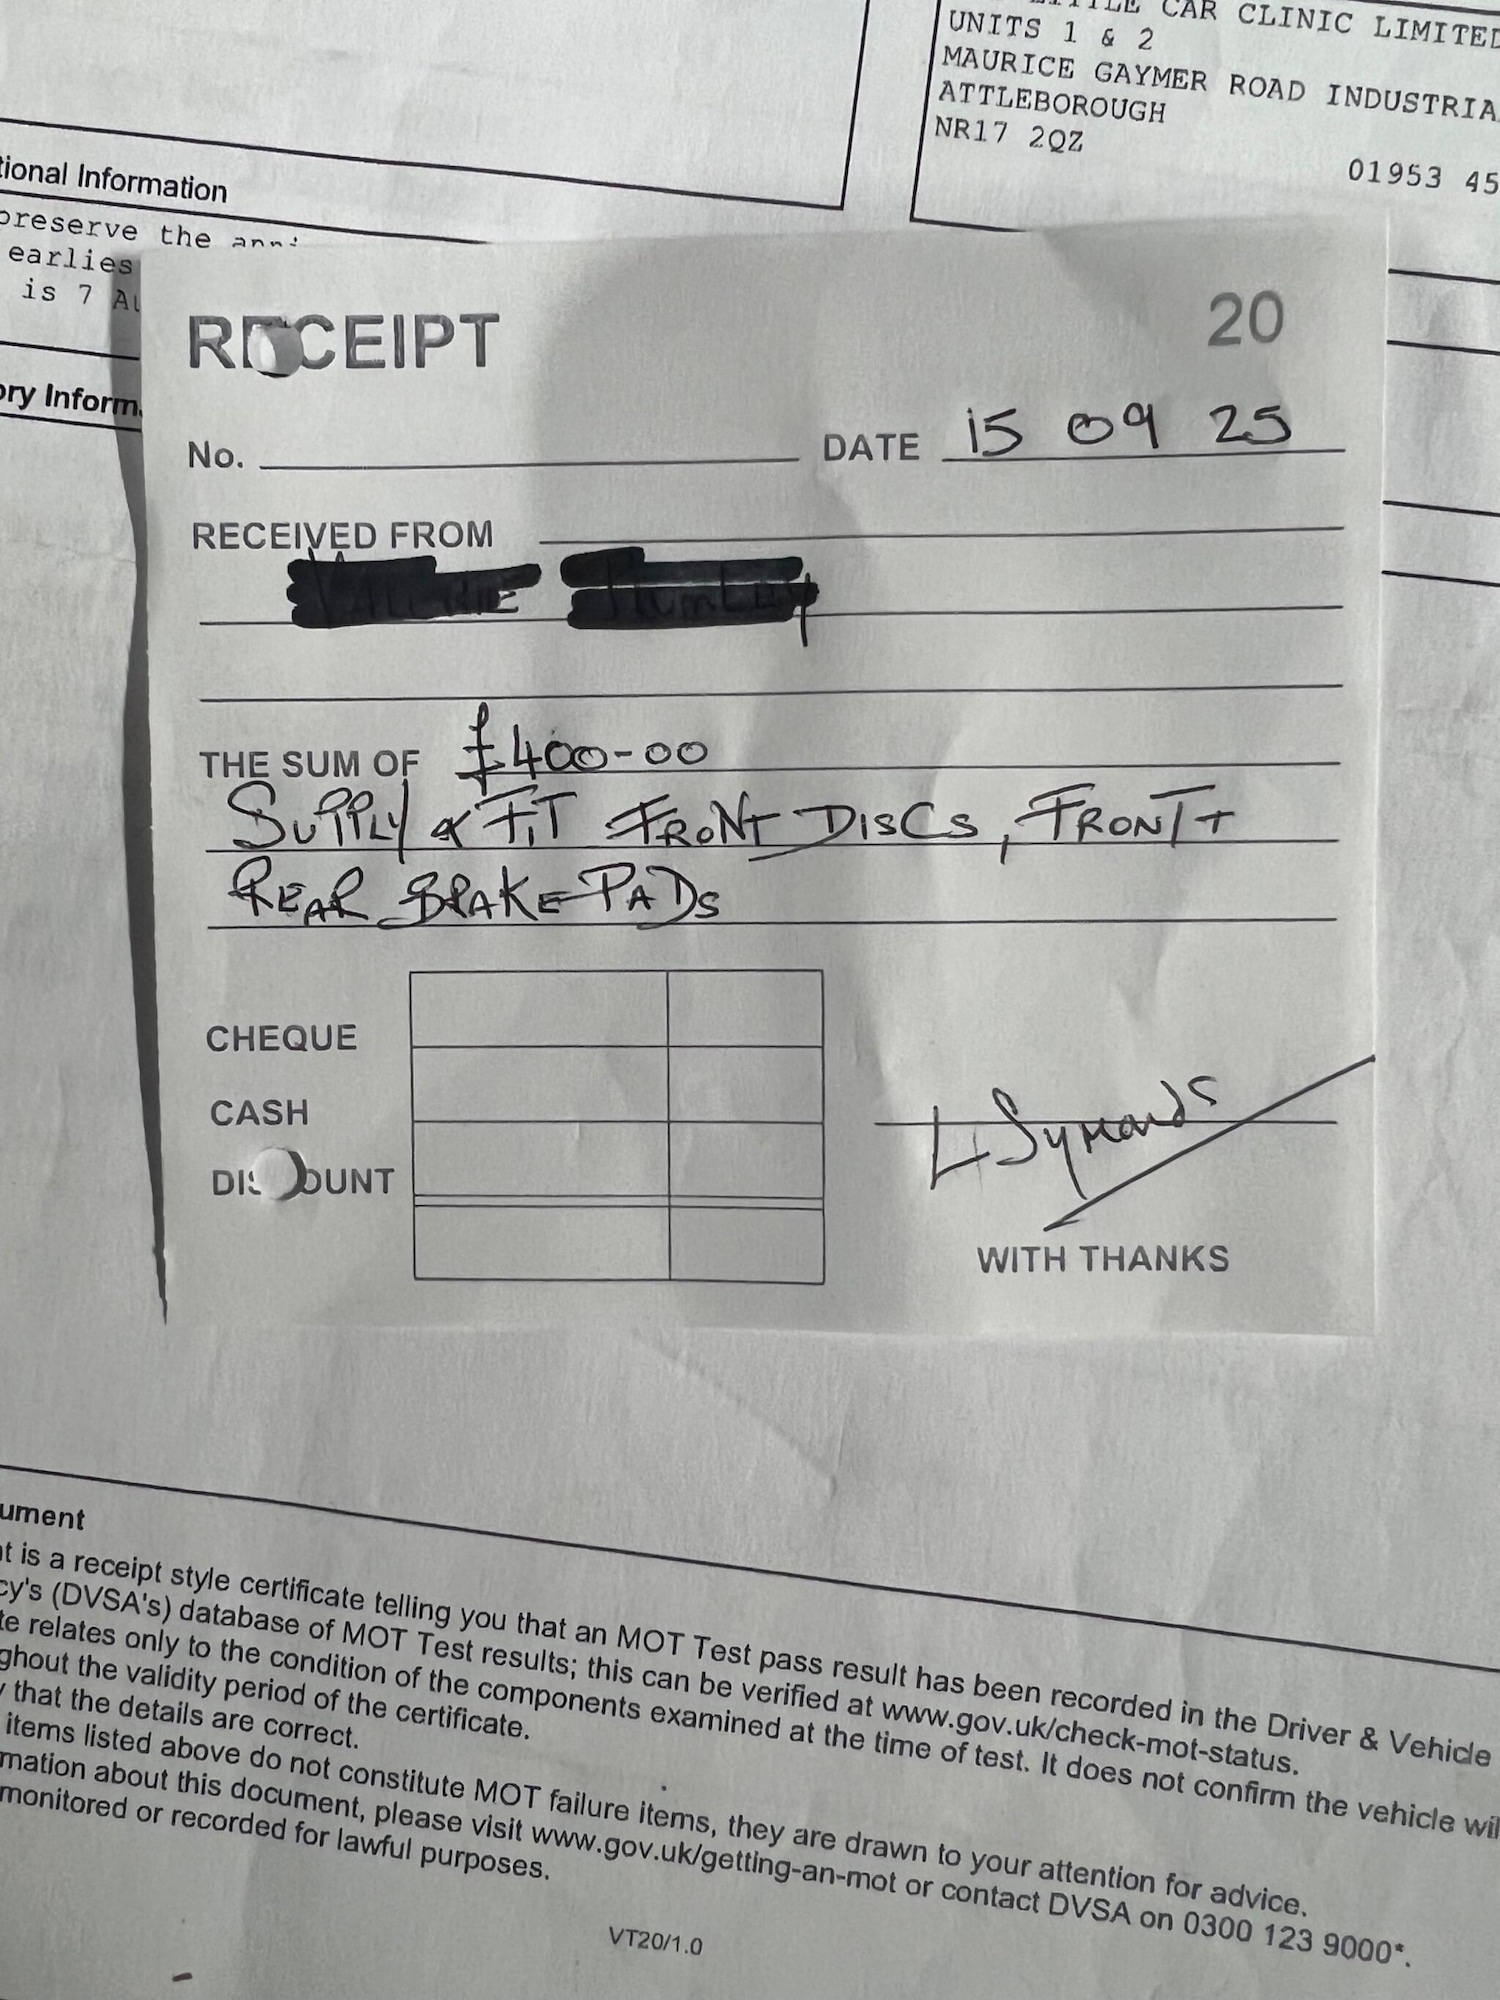 CAR CLINIC LIMITED
UNITS 1 & 2
MAURICE GAYMER ROAD INDUSTRIA
ATTLEBOROUGH
NR17 2QZ
01953 45
tional Information
preserve the
earlies
is 7
ory Inform
RECEIPT
20
No.
DATE 15 09 25
RECEIVED FROM
THE SUM OF £400-00
SUPPLY & FIT FRONT DISCS, FRONT +
REAR BRAKE PADS
CHEQUE
CASH
DISCOUNT
L Symonds
WITH THANKS
ument
t is a receipt style certificate telling you that an MOT Test pass result has been recorded in the Driver & Vehicle
cy's (DVSA's) database of MOT Test results; this can be verified at www.gov.uk/check-mot-status.
te relates only to the condition of the components examined at the time of test. It does not confirm the vehicle wil
ghout the validity period of the certificate.
y that the details are correct.
items listed above do not constitute MOT failure items, they are drawn to your attention for advice.
mation about this document, please visit www.gov.uk/getting-an-mot or contact DVSA on 0300 123 9000*.
monitored or recorded for lawful purposes.
VT20/1.0